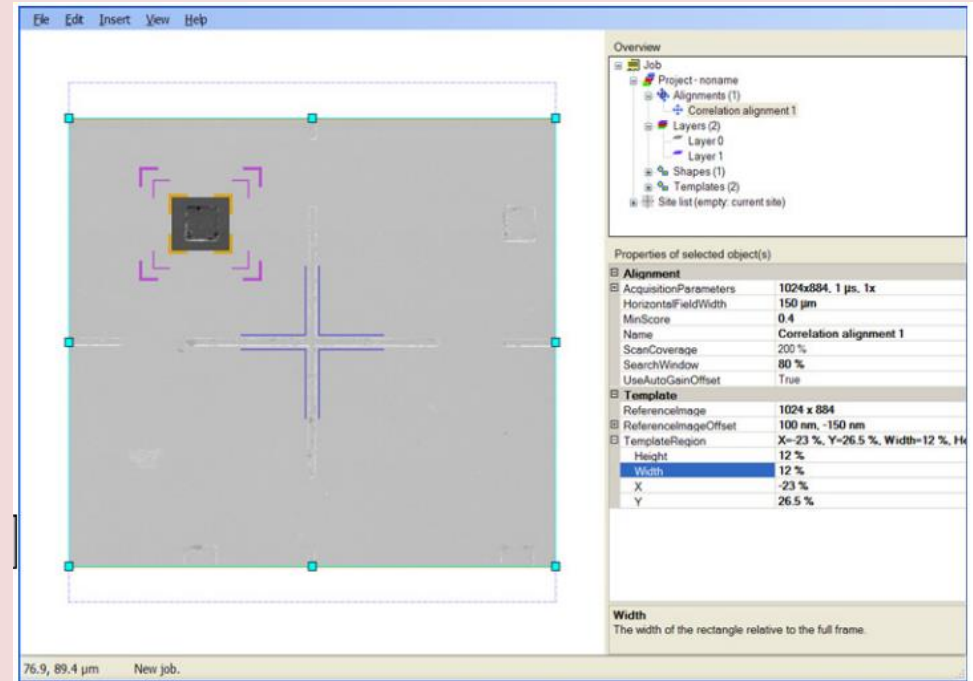 File Edit Insert View Help
Overview
Job
Project - noname
Alignments (1)
Correlation alignment 1
Layers (2)
Layer 0
Layer 1
Shapes (1)
Templates (2)
Site list (empty: current site)
Properties of selected object(s)
Alignment
AcquisitionParameters 1024x884, 1 µs, 1x
HorizontalFieldWidth 150 µm
MinScore 0.4
Name Correlation alignment 1
ScanCoverage 200 %
SearchWindow 80 %
UseAutoGainOffset True
Template
ReferenceImage 1024 x 884
ReferenceImageOffset 100 nm, -150 nm
TemplateRegion X=-23 %, Y=26.5 %, Width=12 %, He
Height 12 %
Width 12 %
X -23 %
Y 26.5 %
Width
The width of the rectangle relative to the full frame.
76.9, 89.4 µm New job.